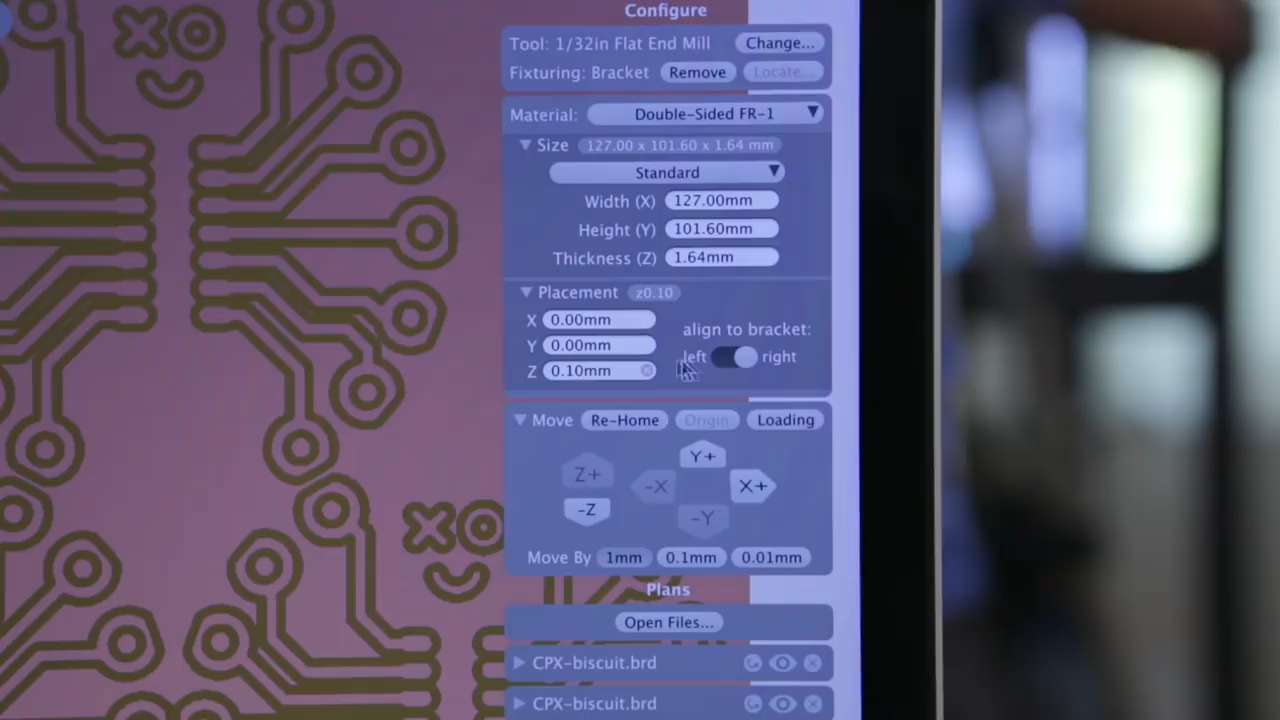 Configure
Tool: 1/32in Flat End Mill Change...
Fixturing: Bracket Remove Locate...
Material: Double-Sided FR-1
Size 127.00 x 101.60 x 1.64 mm
Standard
Width (X) 127.00mm
Height (Y) 101.60mm
Thickness (Z) 1.64mm
Placement z0.10
X 0.00mm
align to bracket:
Y 0.00mm
left right
Z 0.10mm
Move Re-Home Origin Loading
Y+
Z+ -X X+
-Z -Y
Move By 1mm 0.1mm 0.01mm
Plans
Open Files...
CPX-biscuit.brd
CPX-biscuit.brd